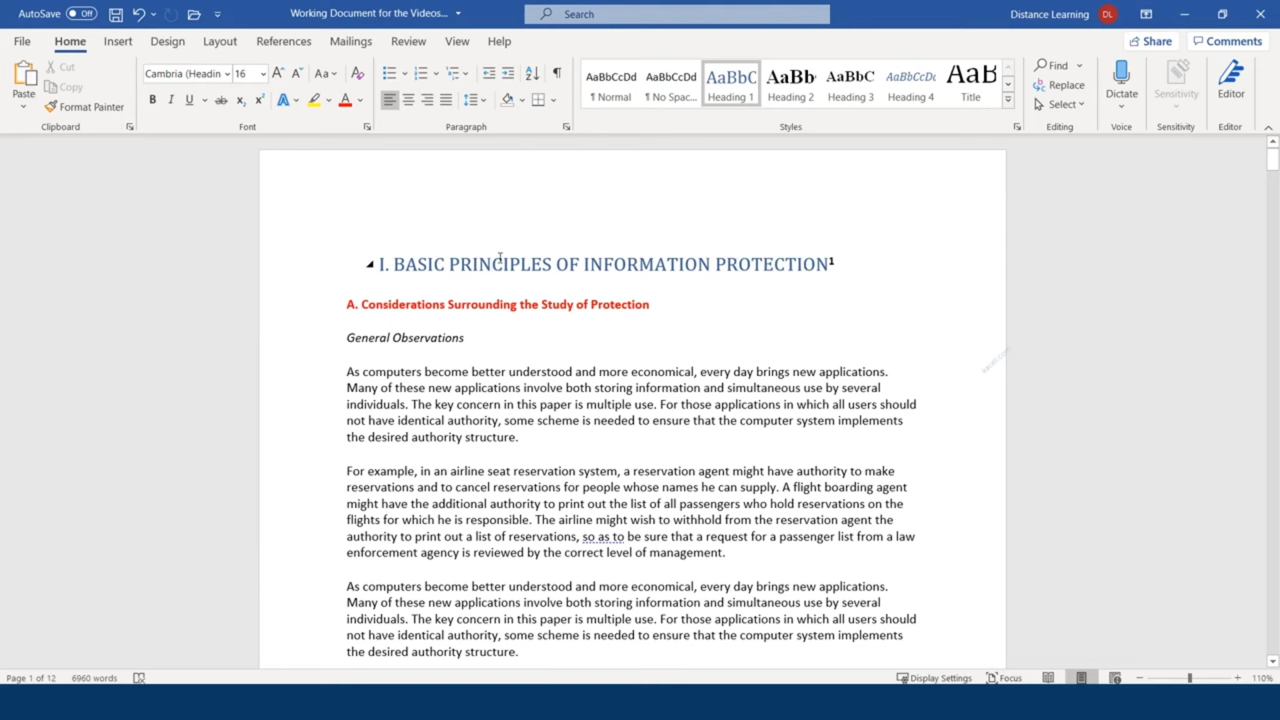 AutoSave Off Working Document for the Videos... Search Distance Learning DL
File Home Insert Design Layout References Mailings Review View Help Share Comments
Paste Cut Copy Format Painter Clipboard
Cambria (Headin 16 Aa B I U ab x₂ x² A A Font
Paragraph
AaBbCcDd AaBbCcDd AaBbC AaBb AaBbC AaBbCcDc AaB
¶ Normal ¶ No Spac... Heading 1 Heading 2 Heading 3 Heading 4 Title
Styles
Find Replace Select Editing
Dictate Voice
Sensitivity Sensitivity
Editor Editor
I. BASIC PRINCIPLES OF INFORMATION PROTECTION¹
A. Considerations Surrounding the Study of Protection
General Observations
As computers become better understood and more economical, every day brings new applications.
Many of these new applications involve both storing information and simultaneous use by several
individuals. The key concern in this paper is multiple use. For those applications in which all users should
not have identical authority, some scheme is needed to ensure that the computer system implements
the desired authority structure.
For example, in an airline seat reservation system, a reservation agent might have authority to make
reservations and to cancel reservations for people whose names he can supply. A flight boarding agent
might have the additional authority to print out the list of all passengers who hold reservations on the
flights for which he is responsible. The airline might wish to withhold from the reservation agent the
authority to print out a list of reservations, so as to be sure that a request for a passenger list from a law
enforcement agency is reviewed by the correct level of management.
As computers become better understood and more economical, every day brings new applications.
Many of these new applications involve both storing information and simultaneous use by several
individuals. The key concern in this paper is multiple use. For those applications in which all users should
not have identical authority, some scheme is needed to ensure that the computer system implements
the desired authority structure.
Page 1 of 12 6960 words Display Settings Focus 110%